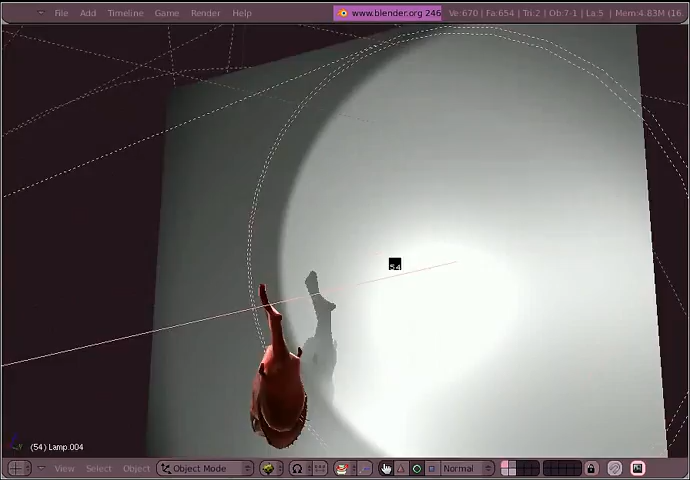 File Add Timeline Game Render Help www.blender.org 246 Ve:670 | Fa:654 | Tri:2 | Ob:7-1 | La:5 | Mem:4.83M (16.
54
(54) Lamp.004
View Select Object Object Mode Normal